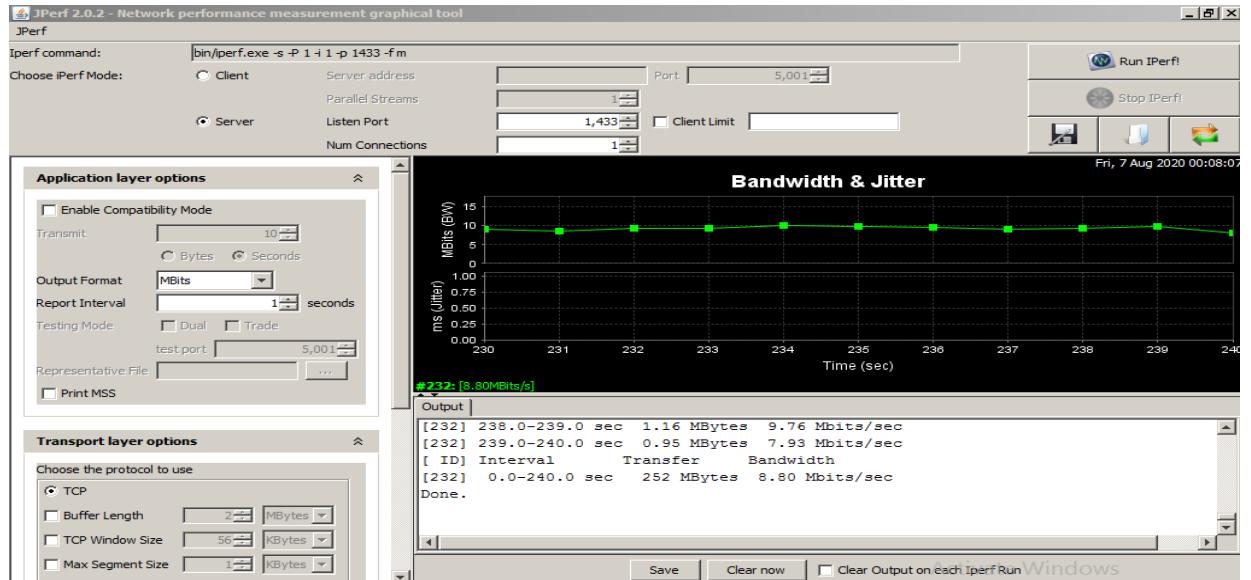 JPerf 2.0.2 - Network performance measurement graphical tool
JPerf
Iperf command: bin/iperf.exe -s -P 1 -i 1 -p 1433 -f m
Run IPerf!
Choose iPerf Mode: Client Server address Port 5,001
Parallel Streams 1
Stop IPerf!
Server Listen Port 1,433 Client Limit
Num Connections 1
Application layer options
Enable Compatibility Mode
Transmit 10
Bytes Seconds
Output Format MBits
Report Interval 1 seconds
Testing Mode Dual Trade
test port 5,001
Representative File ...
Print MSS
Transport layer options
Choose the protocol to use
TCP
Buffer Length 2 MBytes
TCP Window Size 56 KBytes
Max Segment Size 1 KBytes
Fri, 7 Aug 2020 00:08:07
Bandwidth & Jitter
MBits (BW)
15
10
5
0
ms (Jitter)
1.00
0.75
0.50
0.25
0.00
230 231 232 233 234 235 236 237 238 239 240
Time (sec)
#232: [8.80MBits/s]
Output
[232] 238.0-239.0 sec 1.16 MBytes 9.76 Mbits/sec
[232] 239.0-240.0 sec 0.95 MBytes 7.93 Mbits/sec
[ ID] Interval Transfer Bandwidth
[232] 0.0-240.0 sec 252 MBytes 8.80 Mbits/sec
Done.
Save Clear now Clear Output on each Iperf Run
Windows